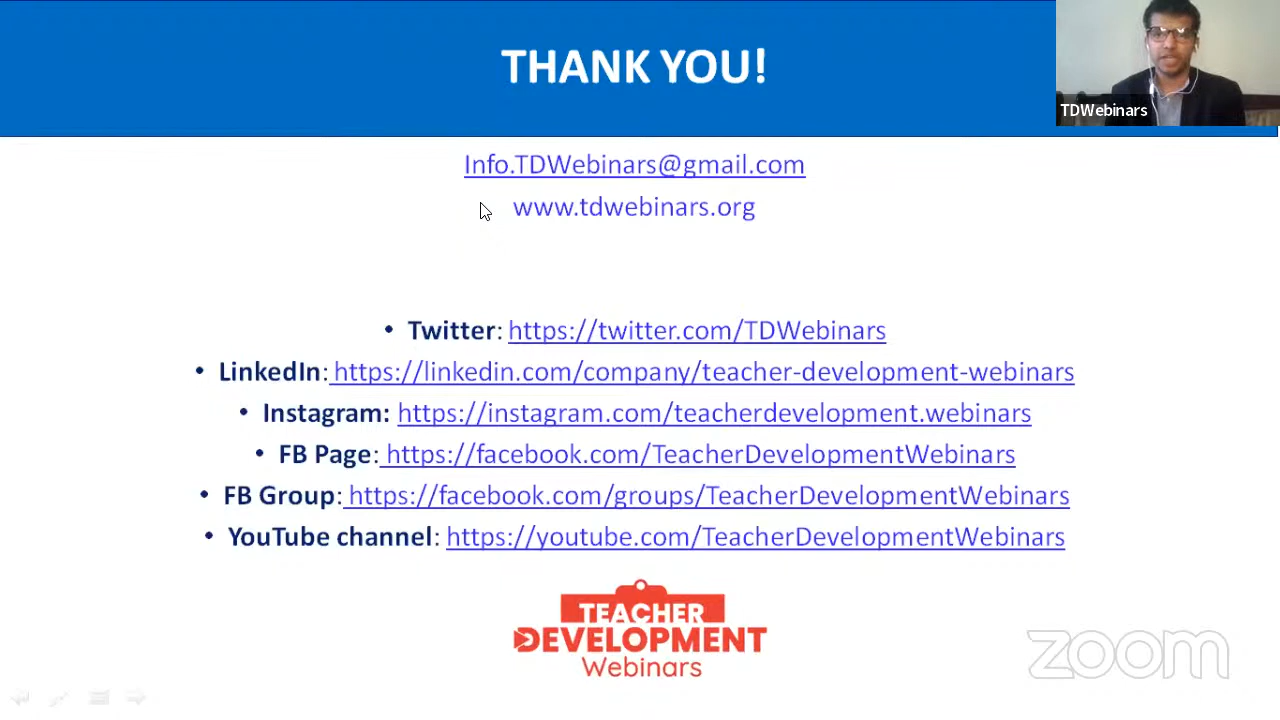 THANK YOU!
TDWebinars
Info.TDWebinars@gmail.com
www.tdwebinars.org
• Twitter: https://twitter.com/TDWebinars
• LinkedIn: https://linkedin.com/company/teacher-development-webinars
• Instagram: https://instagram.com/teacherdevelopment.webinars
• FB Page: https://facebook.com/TeacherDevelopmentWebinars
• FB Group: https://facebook.com/groups/TeacherDevelopmentWebinars
• YouTube channel: https://youtube.com/TeacherDevelopmentWebinars
TEACHER
DEVELOPMENT
Webinars
zoom